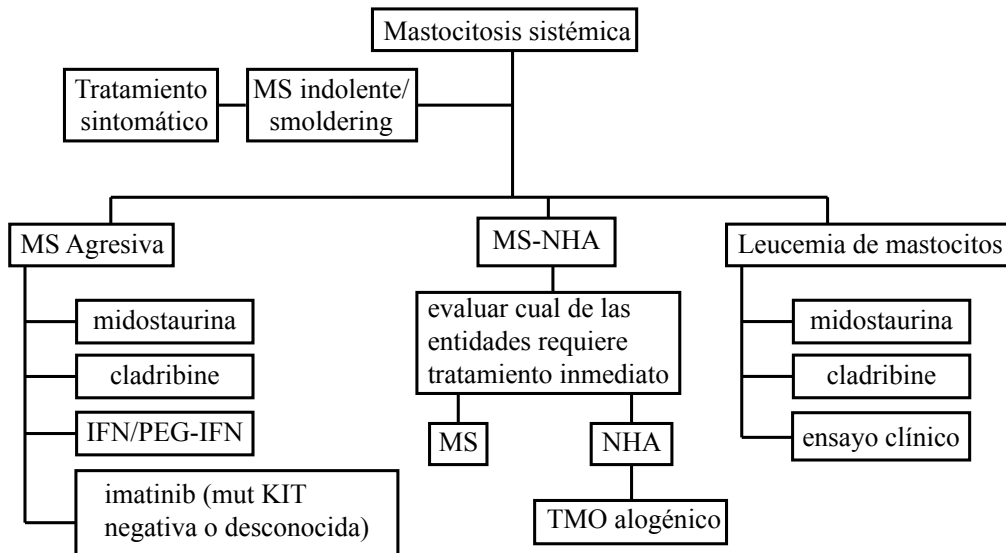 Mastocitosis sistémica
Tratamiento
sintomático
MS indolente/
smoldering
MS Agresiva
midostaurina
cladribine
IFN/PEG-IFN
imatinib (mut KIT
negativa o desconocida)
MS-NHA
evaluar cual de las
entidades requiere
tratamiento inmediato
MS
NHA
TMO alogénico
Leucemia de mastocitos
midostaurina
cladribine
ensayo clínico